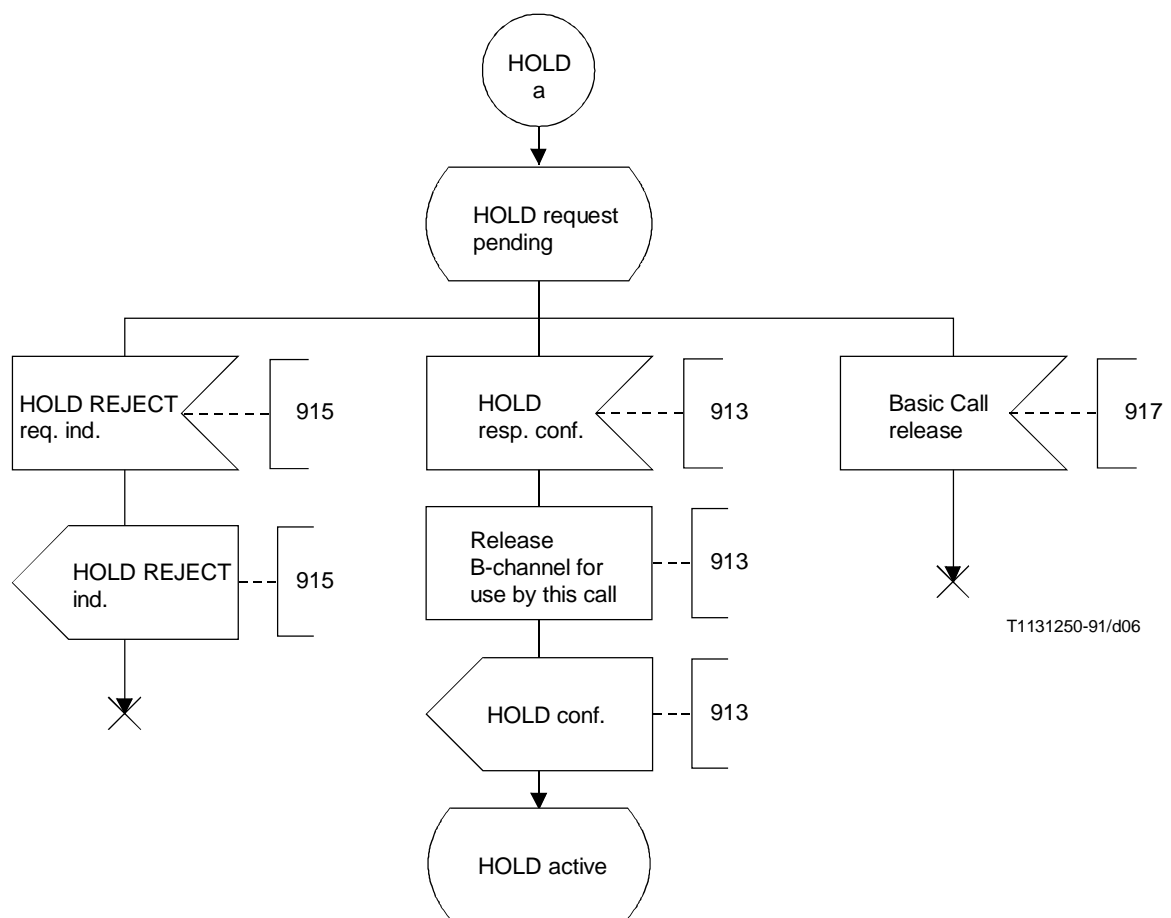 HOLD
a
HOLD request
pending
HOLD REJECT
req. ind.
915
HOLD
resp. conf.
913
Basic Call
release
917
HOLD REJECT
ind.
915
Release
B-channel for
use by this call
913
T1131250-91/d06
HOLD conf.
913
HOLD active